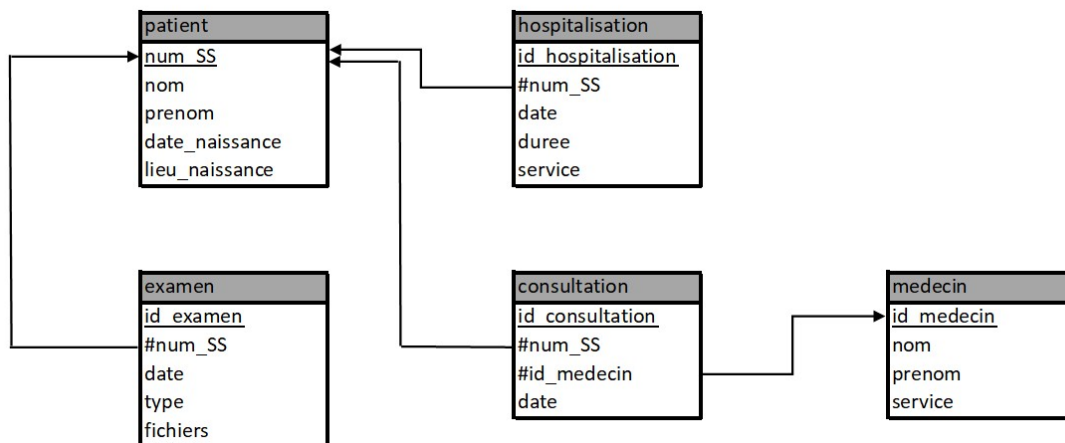 patient
num_SS
nom
prenom
date_naissance
lieu_naissance
hospitalisation
id_hospitalisation
#num_SS
date
duree
service
examen
id_examen
#num_SS
date
type
fichiers
consultation
id_consultation
#num_SS
#id_medecin
date
medecin
id_medecin
nom
prenom
service